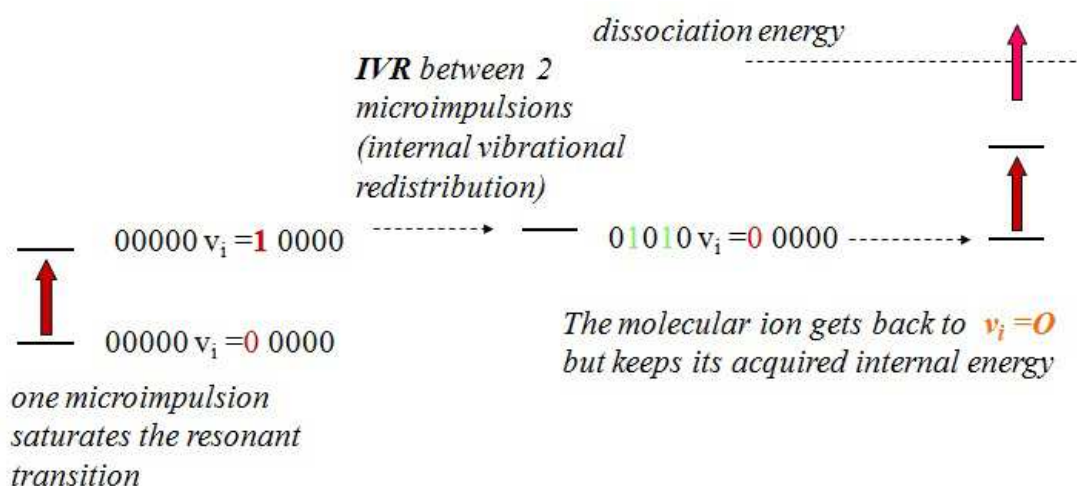 dissociation energy
IVR between 2
microimpulsions
(internal vibrational
redistribution)
00000 vi =1 0000
01010 vi =0 0000
00000 vi =0 0000
The molecular ion gets back to vi =O
but keeps its acquired internal energy
one microimpulsion
saturates the resonant
transition